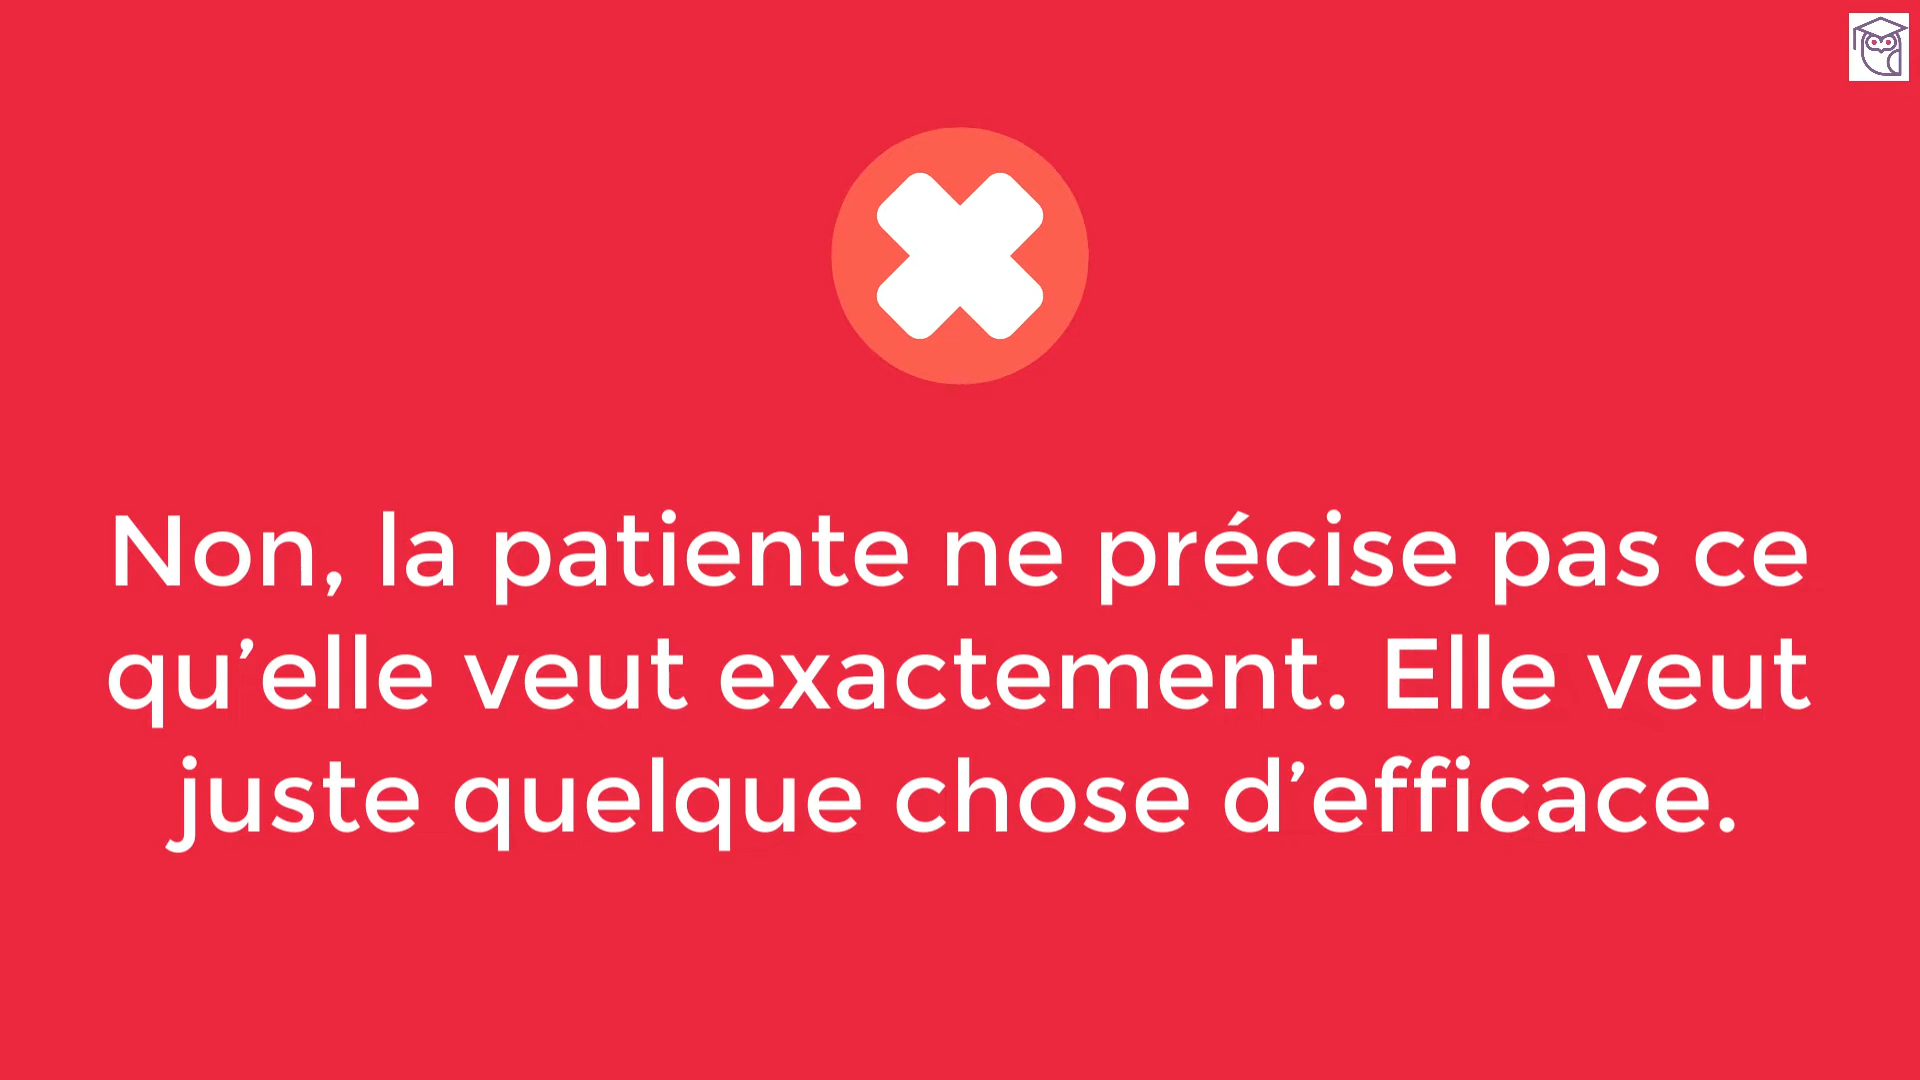 Non, la patiente ne précise pas ce
qu’elle veut exactement. Elle veut
juste quelque chose d’efficace.